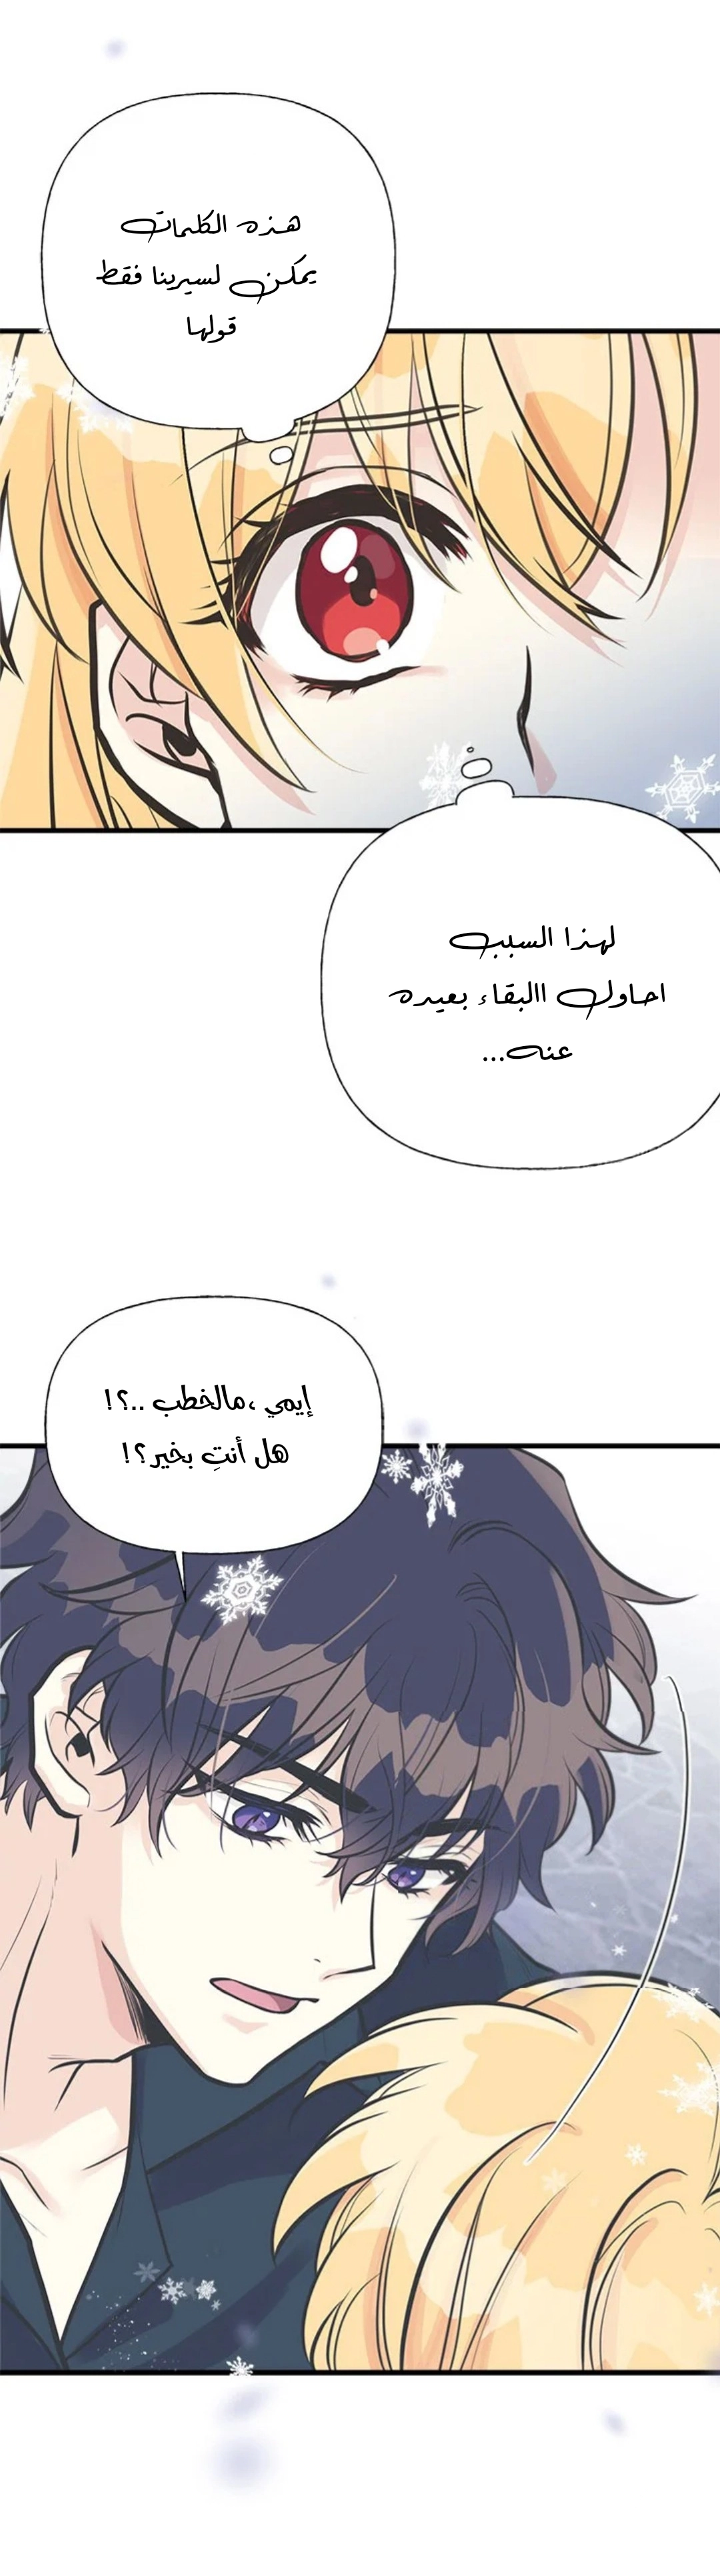 هذه الكلمات
يمكن لسيرينا فقط
قولها
لهذا السبب
احاول االبقاء بعيده
عنه...
إيمي ،مالخطب ..؟!
هل أنتِ بخير؟!